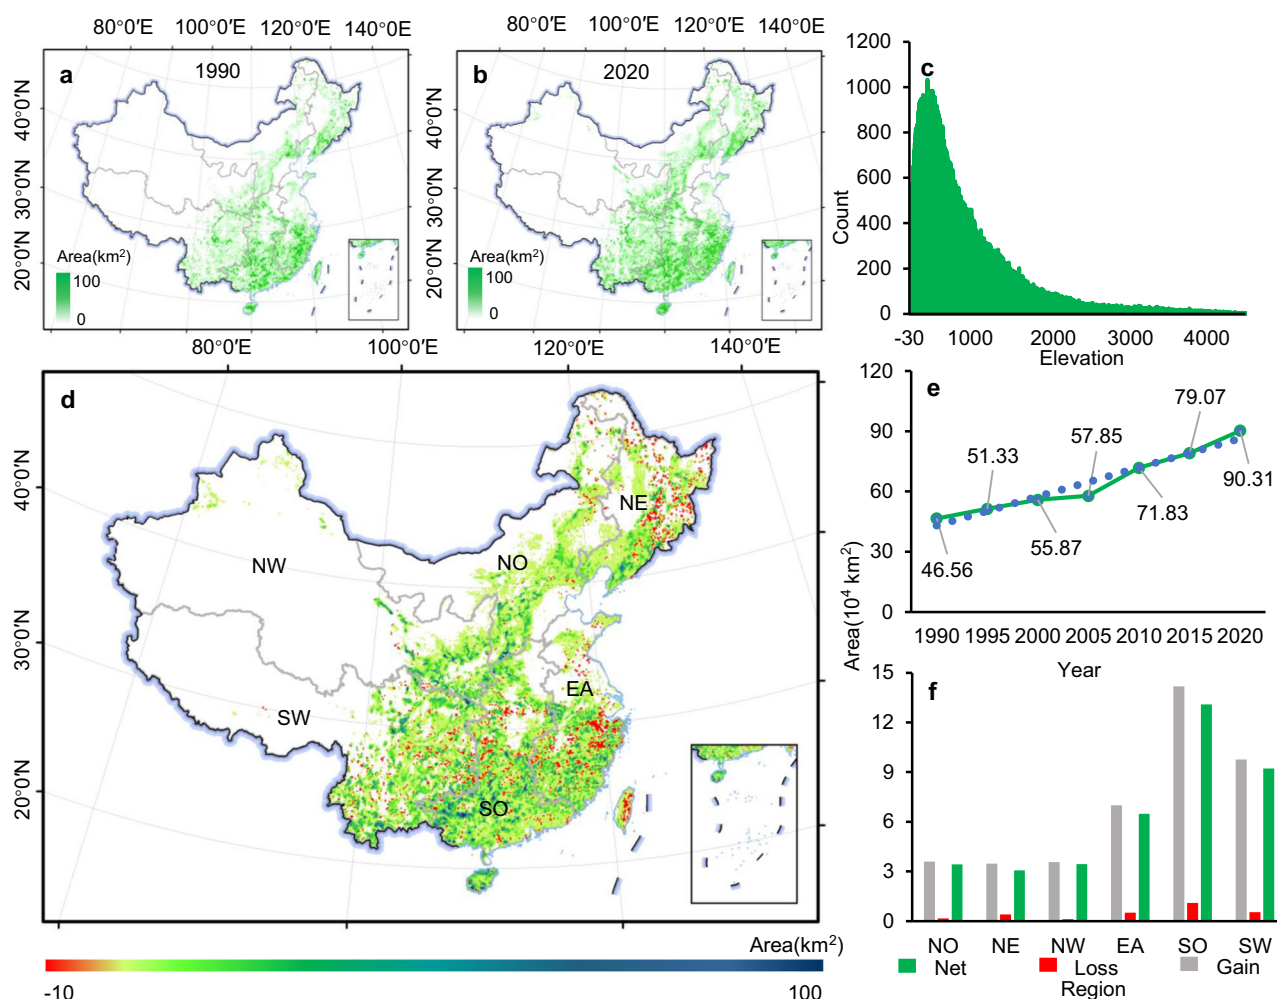 80°0′E 100°0′E 120°0′E 140°0′E
80°0′E 100°0′E 120°0′E 140°0′E
a 1990
40°0′N
30°0′N
20°0′N
Area(km²)
100
0
b 2020
40°0′N
30°0′N
20°0′N
Area(km²)
100
0
c
1200
1000
800
600
400
200
0
Count
-30 1000 2000 3000 4000
Elevation
80°0′E 100°0′E 120°0′E 140°0′E
d
40°0′N
30°0′N
20°0′N
NE
NO
NW
EA
SW
SO
Area(km²)
-10 100
e
120
90
60
30
0
Area(10⁴ km²)
46.56
51.33
55.87
57.85
71.83
79.07
90.31
1990 1995 2000 2005 2010 2015 2020
Year
f
15
12
9
6
3
0
NO NE NW EA SO SW
Net Loss Gain
Region